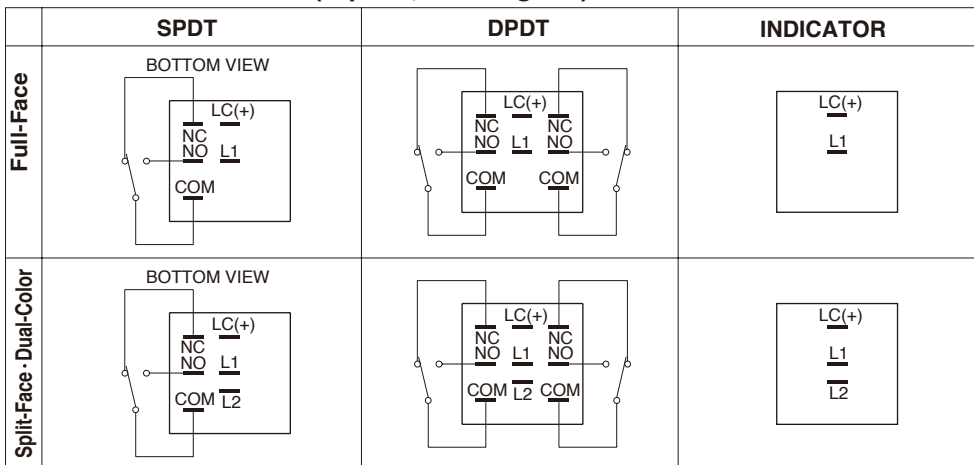 SPDT DPDT INDICATOR
Full-Face
BOTTOM VIEW
LC(+)
NC
NO L1
COM
LC(+)
NC NC
NO L1 NO
COM COM
LC(+)
L1
Split-Face · Dual-Color
BOTTOM VIEW
LC(+)
NC
NO L1
COM L2
LC(+)
NC NC
NO L1 NO
COM L2 COM
LC(+)
L1
L2